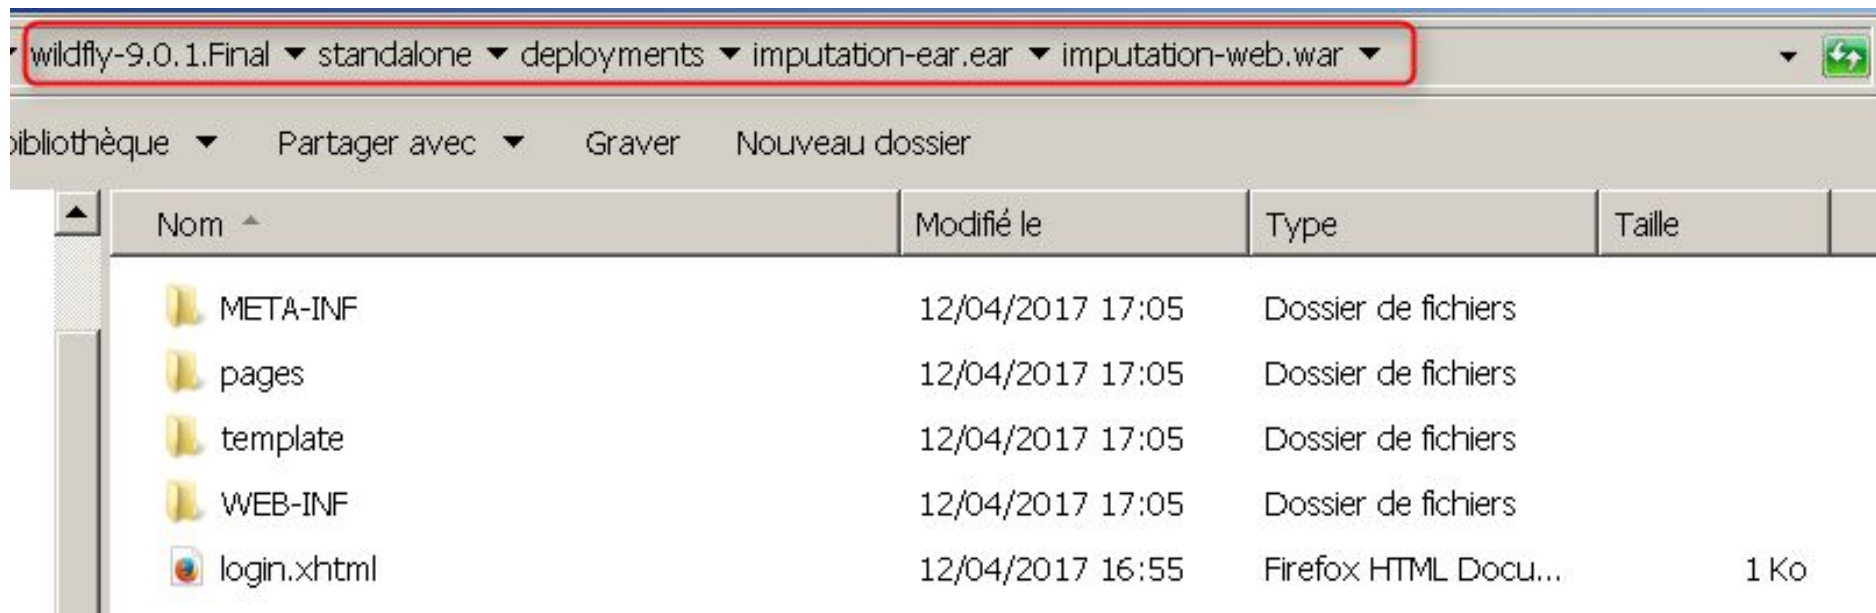 wildfly-9.0.1.Final standalone deployments imputation-ear.ear imputation-web.war
Partager avec Graver Nouveau dossier
Nom Modifié le Type Taille
META-INF 12/04/2017 17:05 Dossier de fichiers
pages 12/04/2017 17:05 Dossier de fichiers
template 12/04/2017 17:05 Dossier de fichiers
WEB-INF 12/04/2017 17:05 Dossier de fichiers
login.xhtml 12/04/2017 16:55 Firefox HTML Docu... 1 Ko